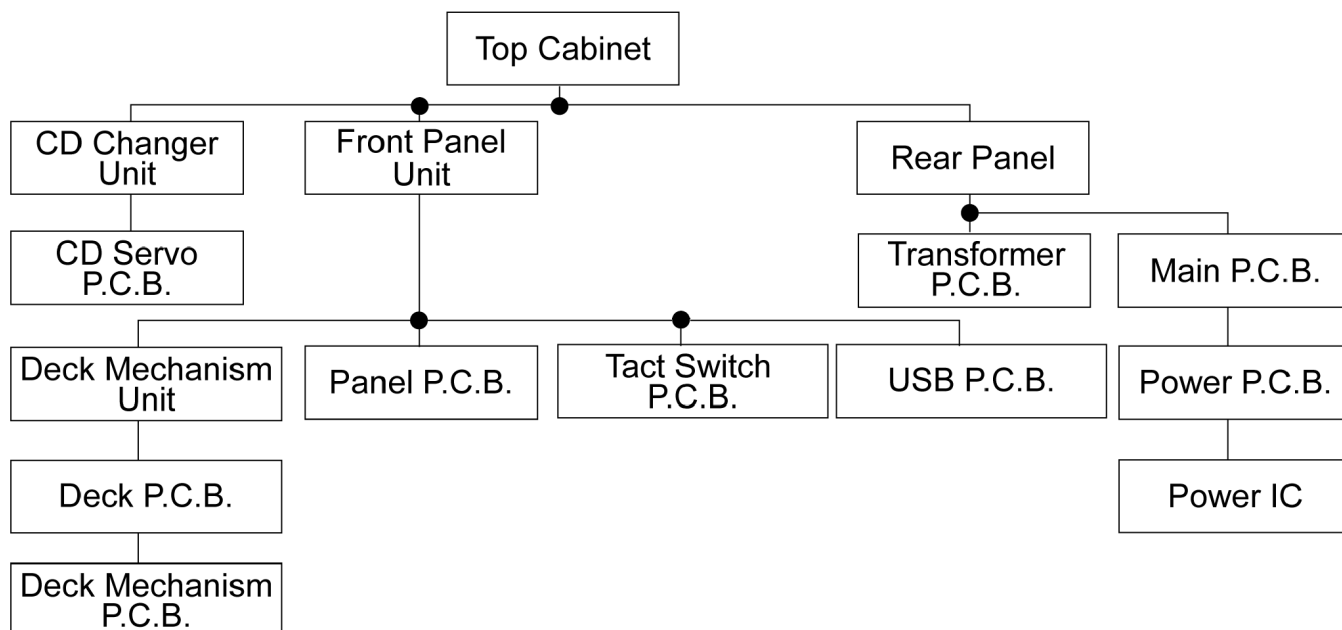 Top Cabinet
CD Changer
Unit
Front Panel
Unit
Rear Panel
CD Servo
P.C.B.
Transformer
P.C.B.
Main P.C.B.
Deck Mechanism
Unit
Panel P.C.B.
Tact Switch
P.C.B.
USB P.C.B.
Power P.C.B.
Deck P.C.B.
Power IC
Deck Mechanism
P.C.B.